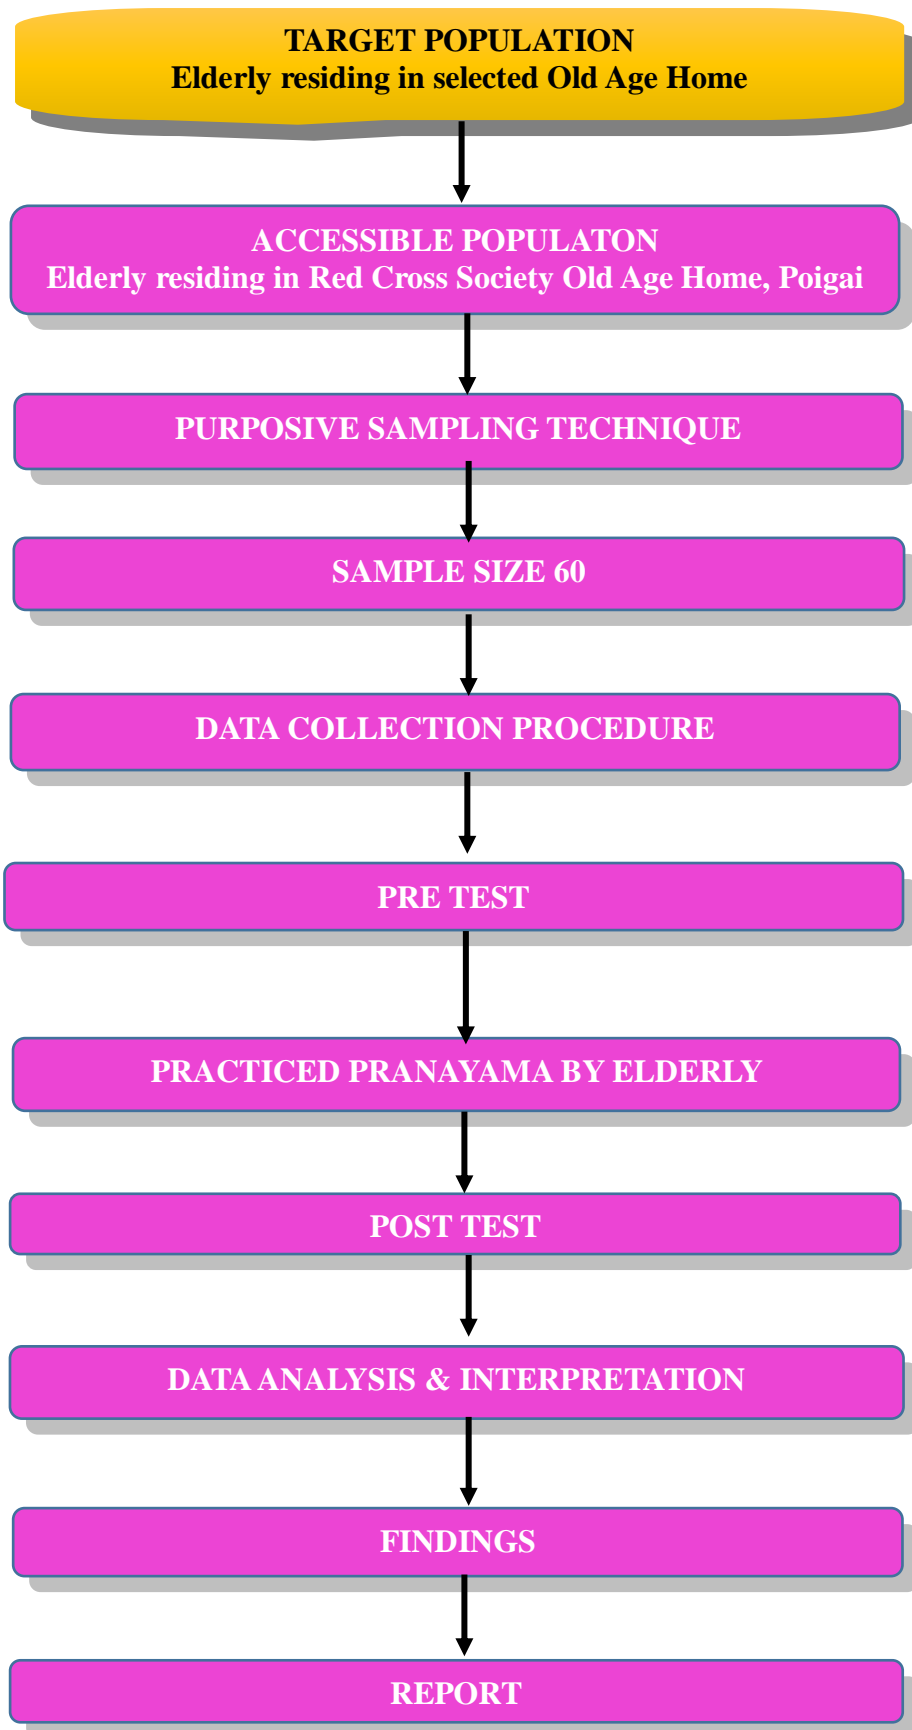 TARGET POPULATION
Elderly residing in selected Old Age Home
ACCESSIBLE POPULATON
Elderly residing in Red Cross Society Old Age Home, Poigai
PURPOSIVE SAMPLING TECHNIQUE
SAMPLE SIZE 60
DATA COLLECTION PROCEDURE
PRE TEST
PRACTICED PRANAYAMA BY ELDERLY
POST TEST
DATA ANALYSIS & INTERPRETATION
FINDINGS
REPORT